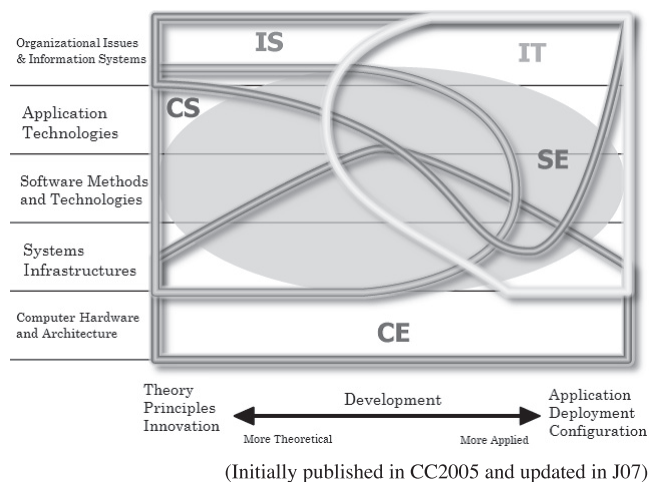 Organizational Issues
& Information Systems
IS
IT
Application
Technologies
CS
SE
Software Methods
and Technologies
Systems
Infrastructures
Computer Hardware
and Architecture
CE
Theory
Principles
Innovation
Development
More Theoretical
More Applied
Application
Deployment
Configuration
(Initially published in CC2005 and updated in J07)